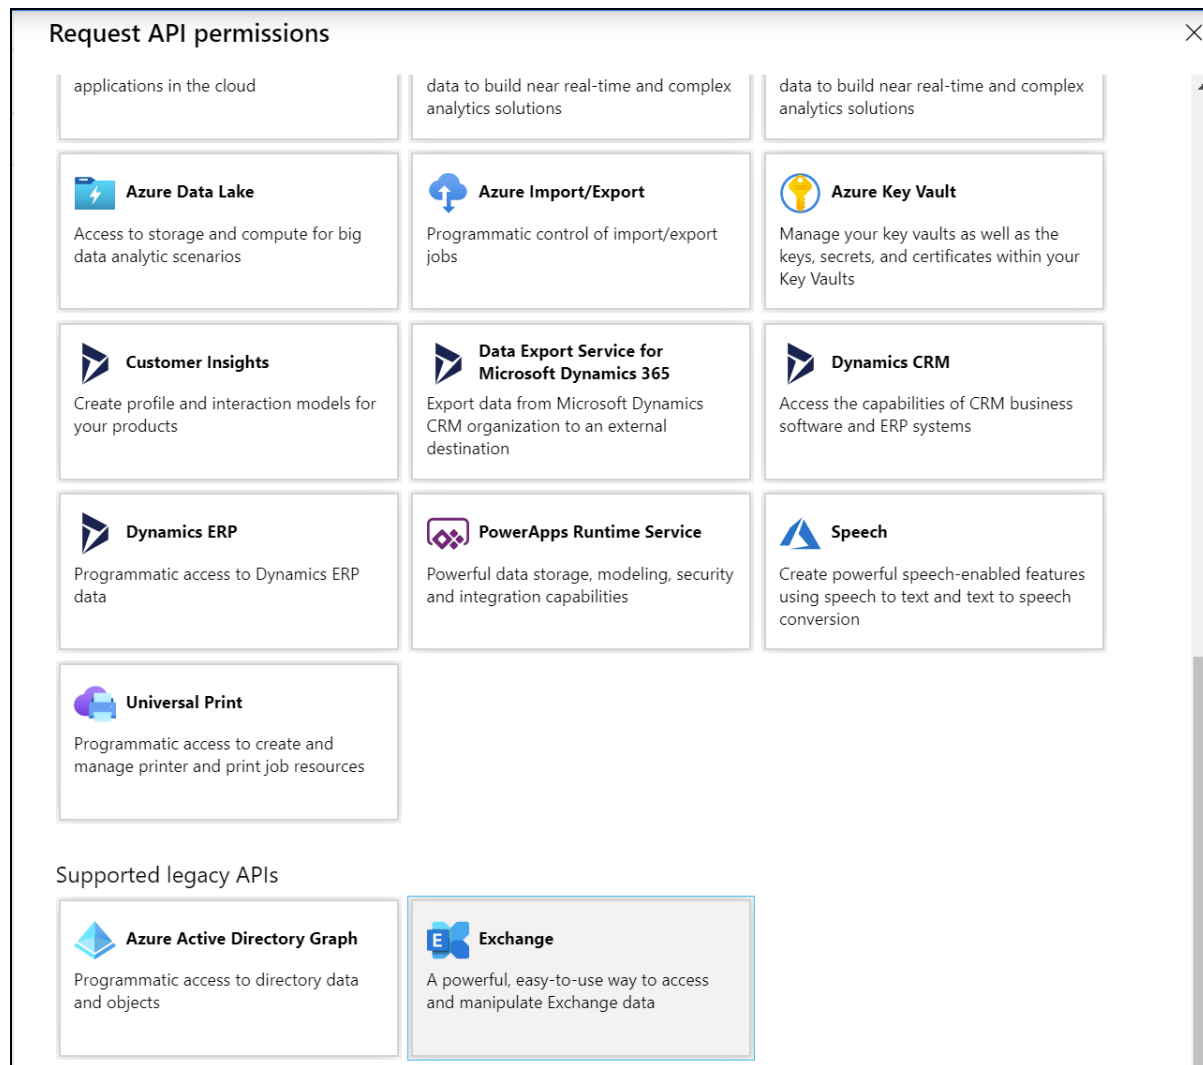 Request API permissions
applications in the cloud
data to build near real-time and complex
analytics solutions
data to build near real-time and complex
analytics solutions
Azure Data Lake
Access to storage and compute for big
data analytic scenarios
Azure Import/Export
Programmatic control of import/export
jobs
Azure Key Vault
Manage your key vaults as well as the
keys, secrets, and certificates within your
Key Vaults
Customer Insights
Create profile and interaction models for
your products
Data Export Service for
Microsoft Dynamics 365
Export data from Microsoft Dynamics
CRM organization to an external
destination
Dynamics CRM
Access the capabilities of CRM business
software and ERP systems
Dynamics ERP
Programmatic access to Dynamics ERP
data
PowerApps Runtime Service
Powerful data storage, modeling, security
and integration capabilities
Speech
Create powerful speech-enabled features
using speech to text and text to speech
conversion
Universal Print
Programmatic access to create and
manage printer and print job resources
Supported legacy APIs
Azure Active Directory Graph
Programmatic access to directory data
and objects
E
Exchange
A powerful, easy-to-use way to access
and manipulate Exchange data